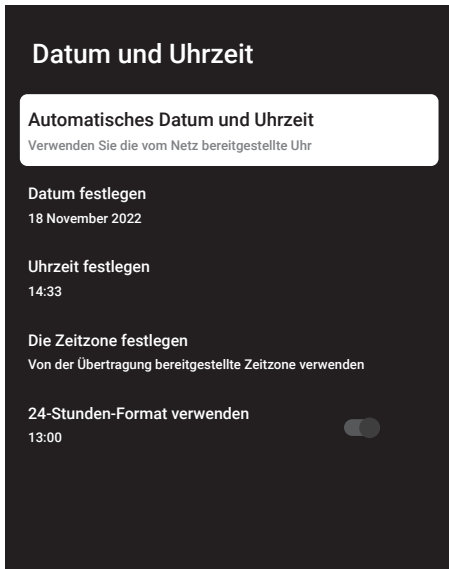 Datum und Uhrzeit
Automatisches Datum und Uhrzeit
Verwenden Sie die vom Netz bereitgestellte Uhr
Datum festlegen
18 November 2022
Uhrzeit festlegen
14:33
Die Zeitzone festlegen
Von der Übertragung bereitgestellte Zeitzone verwenden
24-Stunden-Format verwenden
13:00